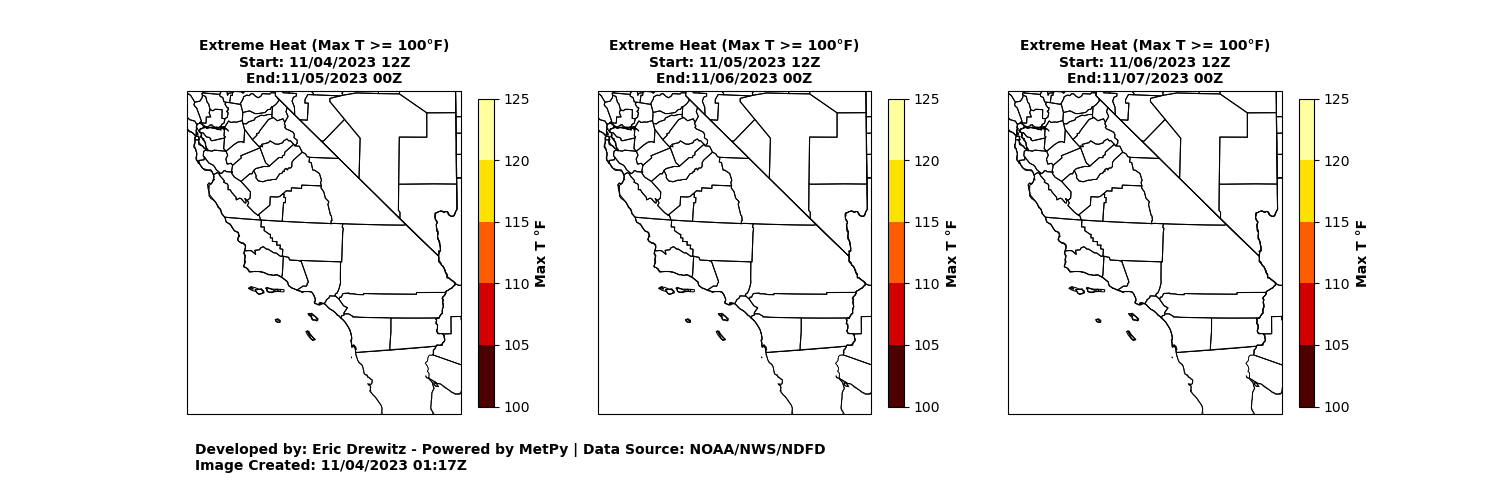 Extreme Heat (Max T >= 100°F)
Start: 11/04/2023 12Z
End:11/05/2023 00Z
125
120
115
110
105
100
Max T °F
Extreme Heat (Max T >= 100°F)
Start: 11/05/2023 12Z
End:11/06/2023 00Z
125
120
115
110
105
100
Max T °F
Extreme Heat (Max T >= 100°F)
Start: 11/06/2023 12Z
End:11/07/2023 00Z
125
120
115
110
105
100
Max T °F
Developed by: Eric Drewitz - Powered by MetPy | Data Source: NOAA/NWS/NDFD
Image Created: 11/04/2023 01:17Z